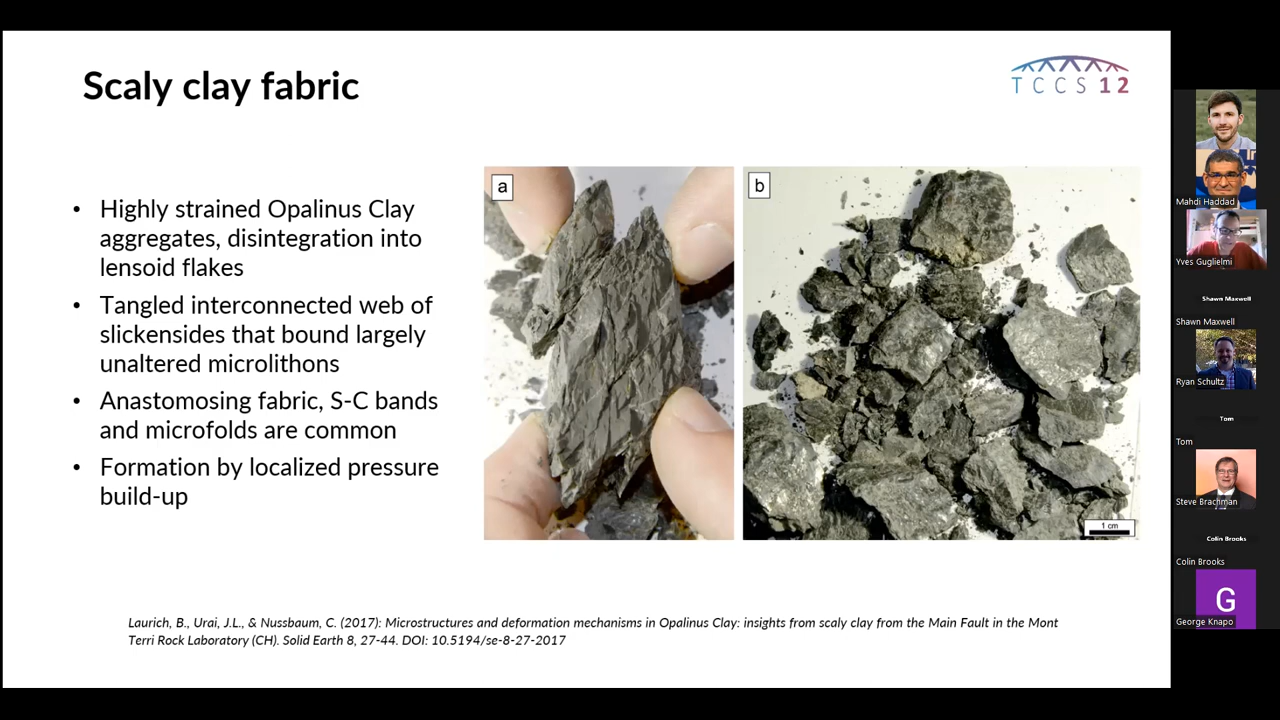 Scaly clay fabric
TCCS 12
• Highly strained Opalinus Clay
aggregates, disintegration into
lensoid flakes
• Tangled interconnected web of
slickensides that bound largely
unaltered microlithons
• Anastomosing fabric, S-C bands
and microfolds are common
• Formation by localized pressure
build-up
a
b
1 cm
Laurich, B., Urai, J.L., & Nussbaum, C. (2017): Microstructures and deformation mechanisms in Opalinus Clay: insights from scaly clay from the Main Fault in the Mont
Terri Rock Laboratory (CH). Solid Earth 8, 27-44. DOI: 10.5194/se-8-27-2017
Mahdi Haddad
Yves Guglielmi
Shawn Maxwell
Shawn Maxwell
Ryan Schultz
Tom
Tom
Steve Brachman
Colin Brooks
Colin Brooks
G
George Knapo